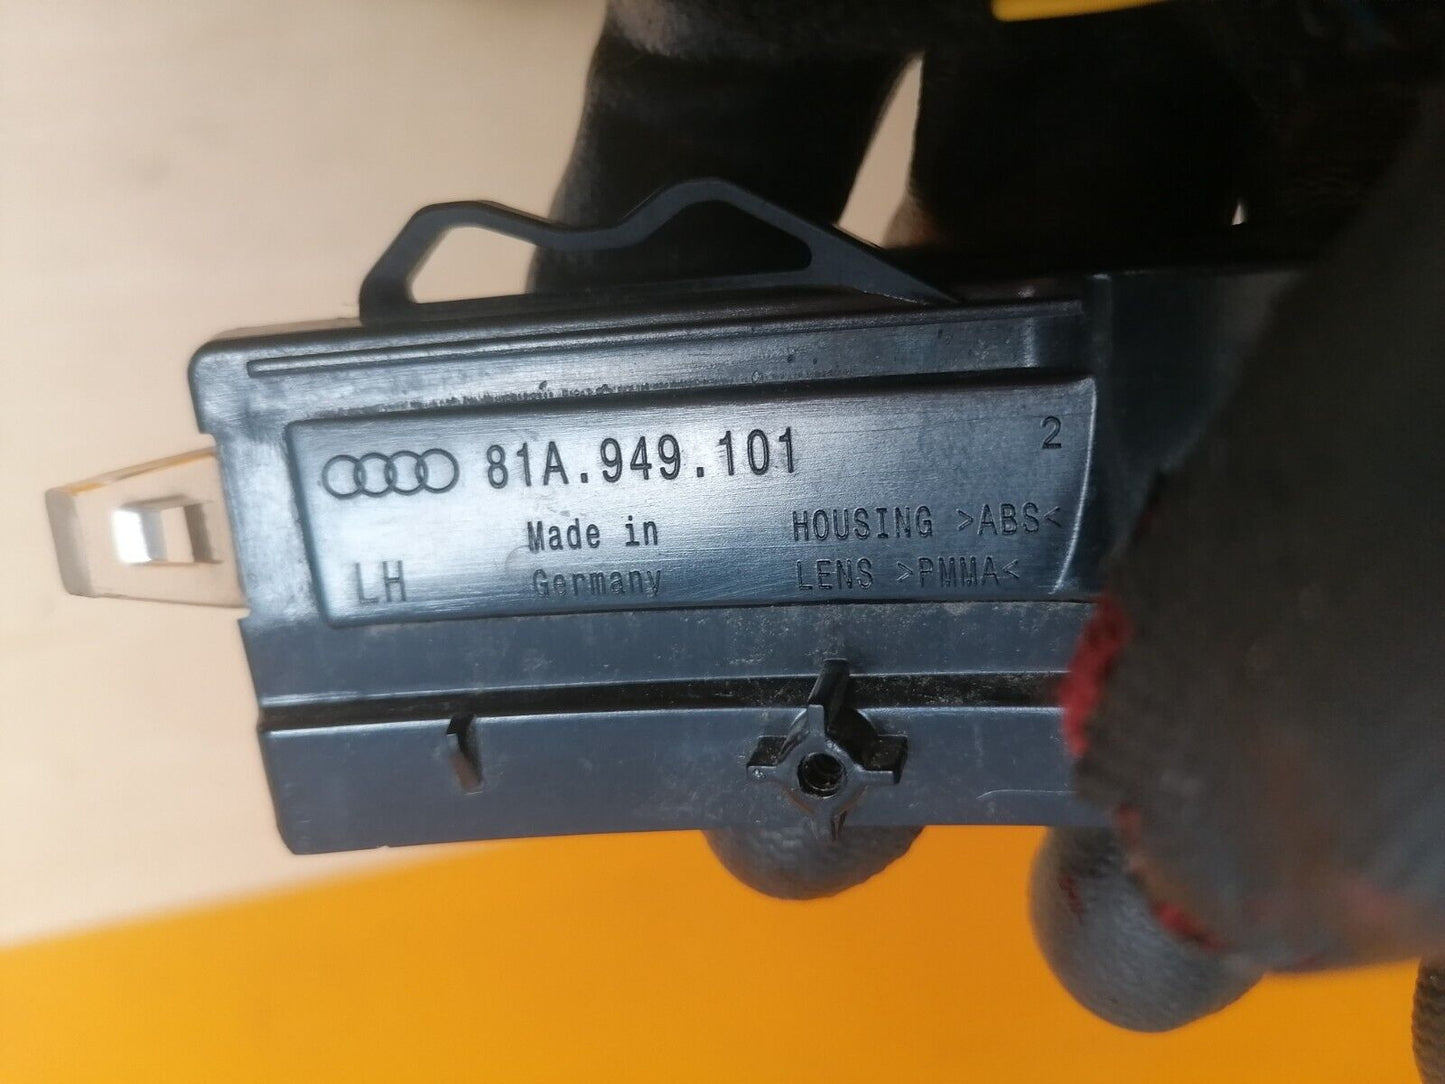 81A.949.101
2
Made in
Germany
LH
HOUSING >ABS<
LENS >PMMA<